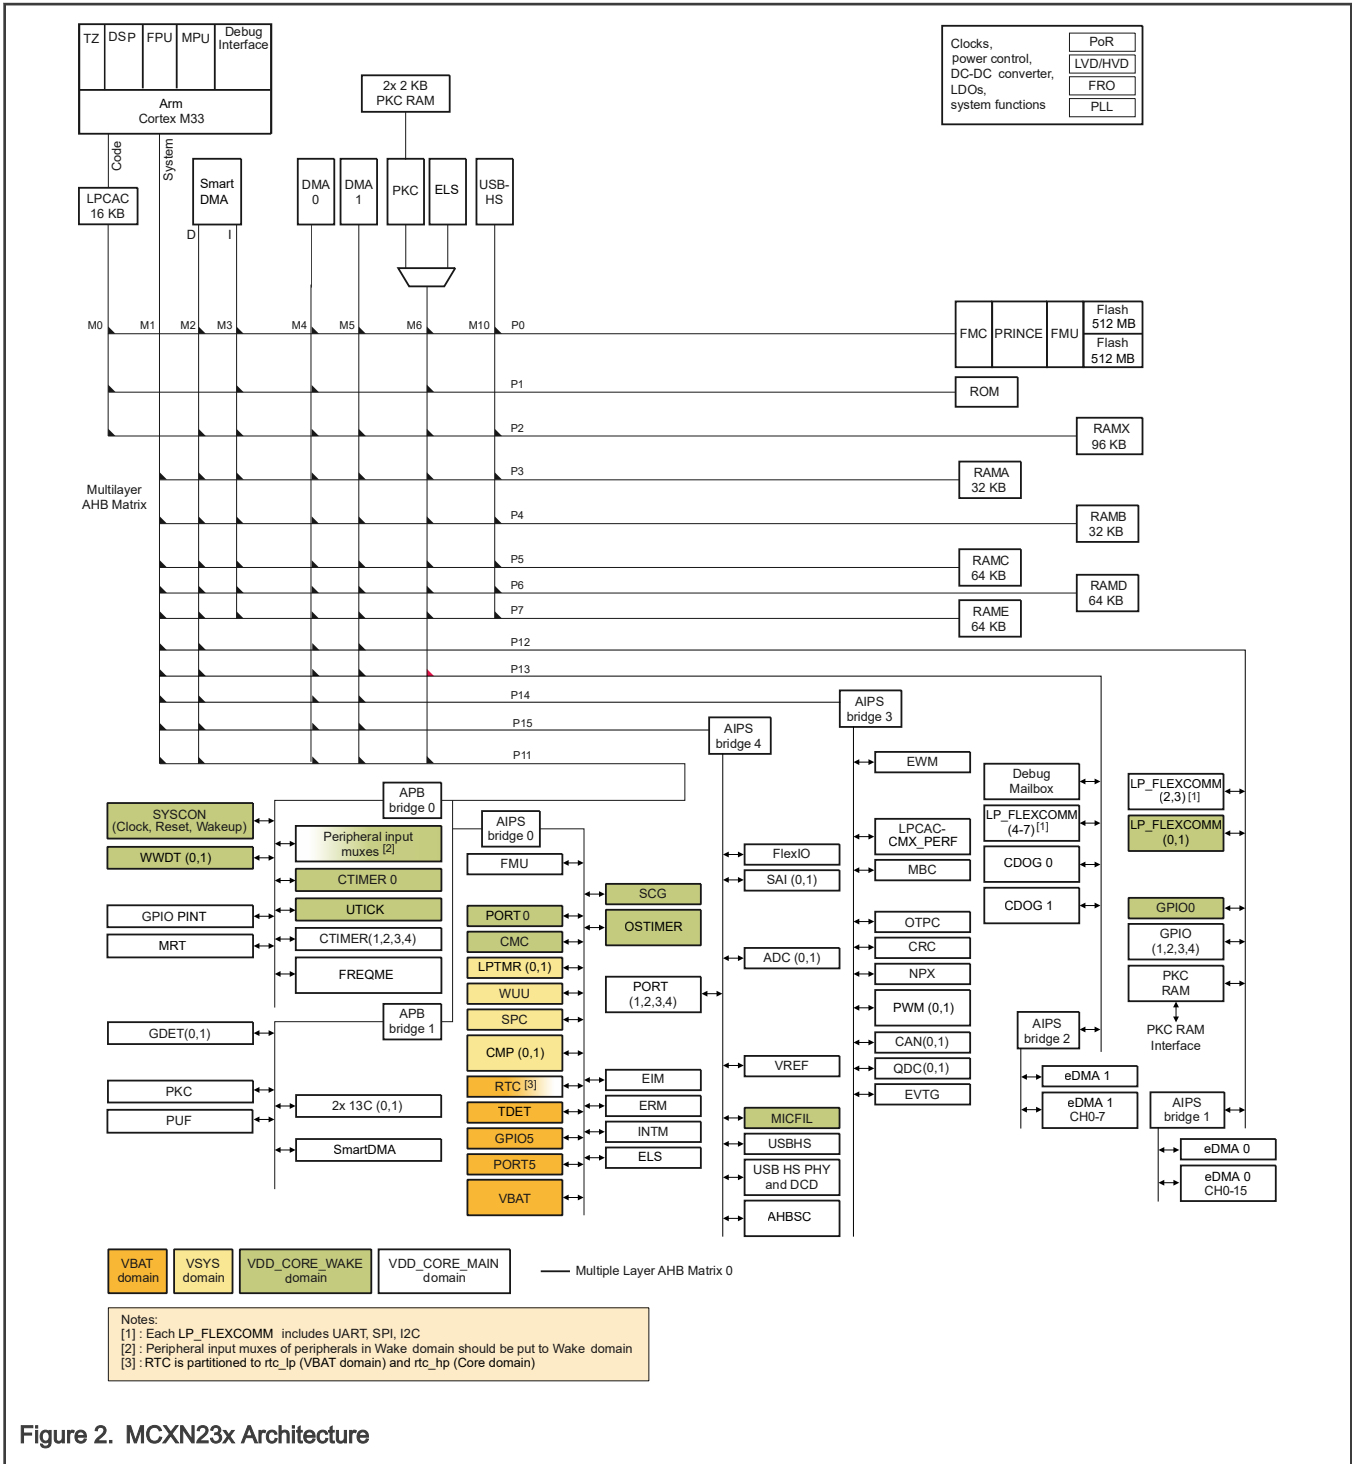 TZ DSP FPU MPU Debug
Interface
Arm
Cortex M33
Clocks,
power control,
DC-DC converter,
LDOs,
system functions
PoR
LVD/HVD
FRO
PLL
2x 2 KB
PKC RAM
Code
System
LPCAC
16 KB
Smart
DMA
D I
DMA
0
DMA
1
PKC
ELS
USB-
HS
M0 M1 M2 M3 M4 M5 M6 M10 P0
FMC PRINCE FMU
Flash
512 MB
Flash
512 MB
P1
ROM
P2
RAMX
96 KB
P3
RAMA
32 KB
Multilayer
AHB Matrix
P4
RAMB
32 KB
P5
RAMC
64 KB
P6
RAMD
64 KB
P7
RAME
64 KB
P12
P13
P14
P15
P11
AIPS
bridge 3
AIPS
bridge 4
APB
bridge 0
SYSCON
(Clock, Reset, Wakeup)
WWDT (0,1)
GPIO PINT
MRT
Peripheral input
muxes [2]
CTIMER 0
UTICK
CTIMER(1,2,3,4)
FREQME
APB
bridge 1
GDET(0,1)
PKC
PUF
2x 13C (0,1)
SmartDMA
AIPS
bridge 0
FMU
PORT 0
CMC
LPTMR (0,1)
WUU
SPC
CMP (0,1)
RTC [3]
TDET
GPIO5
PORT5
VBAT
SCG
OSTIMER
PORT
(1,2,3,4)
EIM
ERM
INTM
ELS
FlexIO
SAI (0,1)
ADC (0,1)
VREF
MICFIL
USBHS
USB HS PHY
and DCD
AHBSC
EWM
LPCAC-
CMX_PERF
MBC
OTPC
CRC
NPX
PWM (0,1)
CAN(0,1)
QDC(0,1)
EVTG
Debug
Mailbox
LP_FLEXCOMM
(4-7) [1]
CDOG 0
CDOG 1
AIPS
bridge 2
eDMA 1
eDMA 1
CH0-7
LP_FLEXCOMM
(2,3) [1]
LP_FLEXCOMM
(0,1)
GPIO0
GPIO
(1,2,3,4)
PKC
RAM
PKC RAM
Interface
AIPS
bridge 1
eDMA 0
eDMA 0
CH0-15
VBAT
domain
VSYS
domain
VDD_CORE_WAKE
domain
VDD_CORE_MAIN
domain
Multiple Layer AHB Matrix 0
Notes:
[1] : Each LP_FLEXCOMM includes UART, SPI, I2C
[2] : Peripheral input muxes of peripherals in Wake domain should be put to Wake domain
[3] : RTC is partitioned to rtc_lp (VBAT domain) and rtc_hp (Core domain)
Figure 2. MCXN23x Architecture